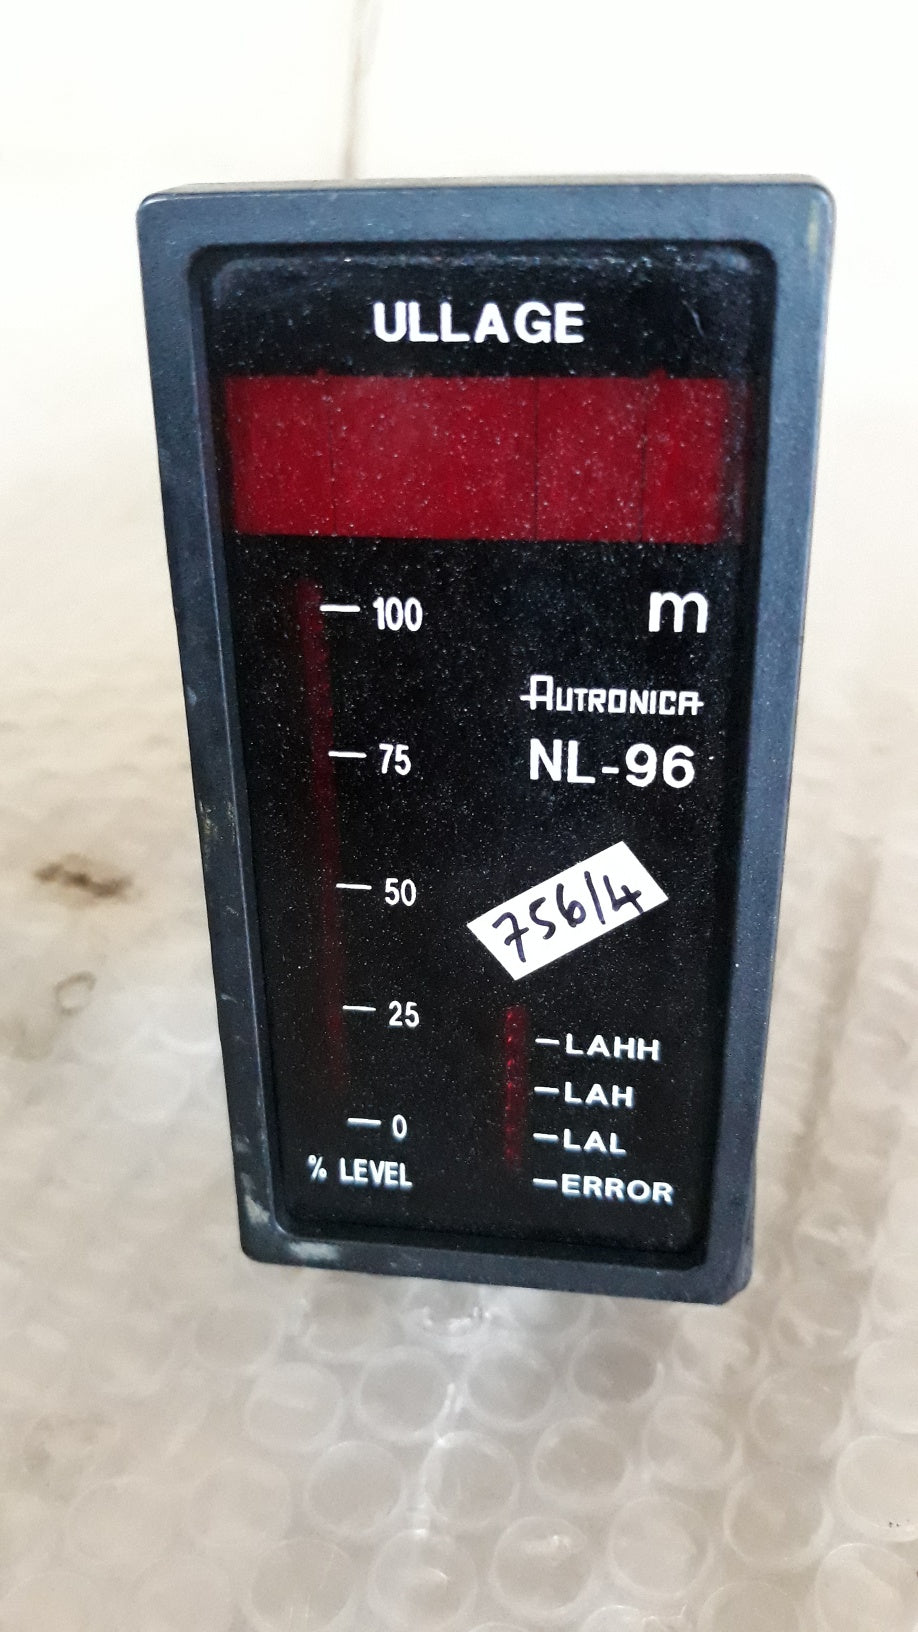 ULLAGE
m
100
AUTRONICA
75
NL-96
50
756/4
25
LAHH
LAH
0
LAL
% LEVEL
ERROR